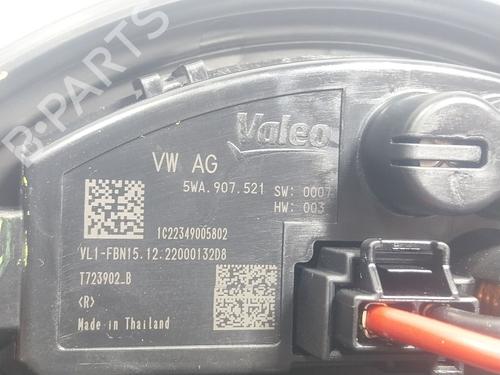 B-PARTS
Valeo
VW AG
5WA.907.521 SW: 0007
HW: 003
1C22349005802
VL1-FBN15.12.22000132D8
T723902_B
<R>
Made in Thailand